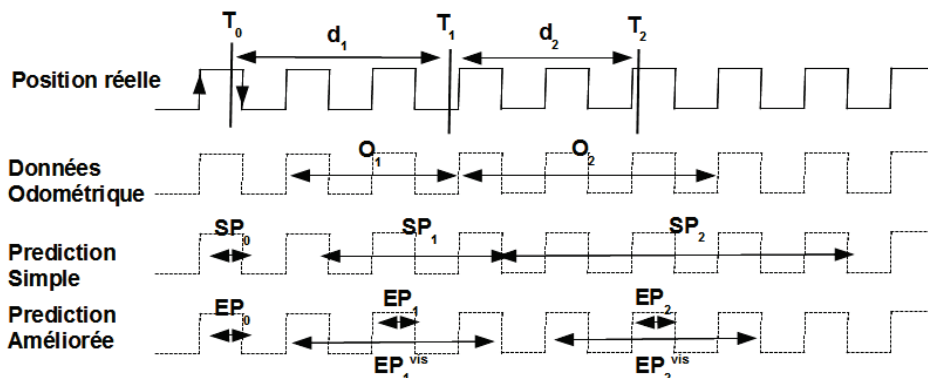 T0 d1 T1 d2 T2
Position réelle
O1 O2
Données
Odométrique
SP0 SP1 SP2
Prediction
Simple
EP0 EP1 EP2
Prediction
Améliorée
EP1vis EP2vis